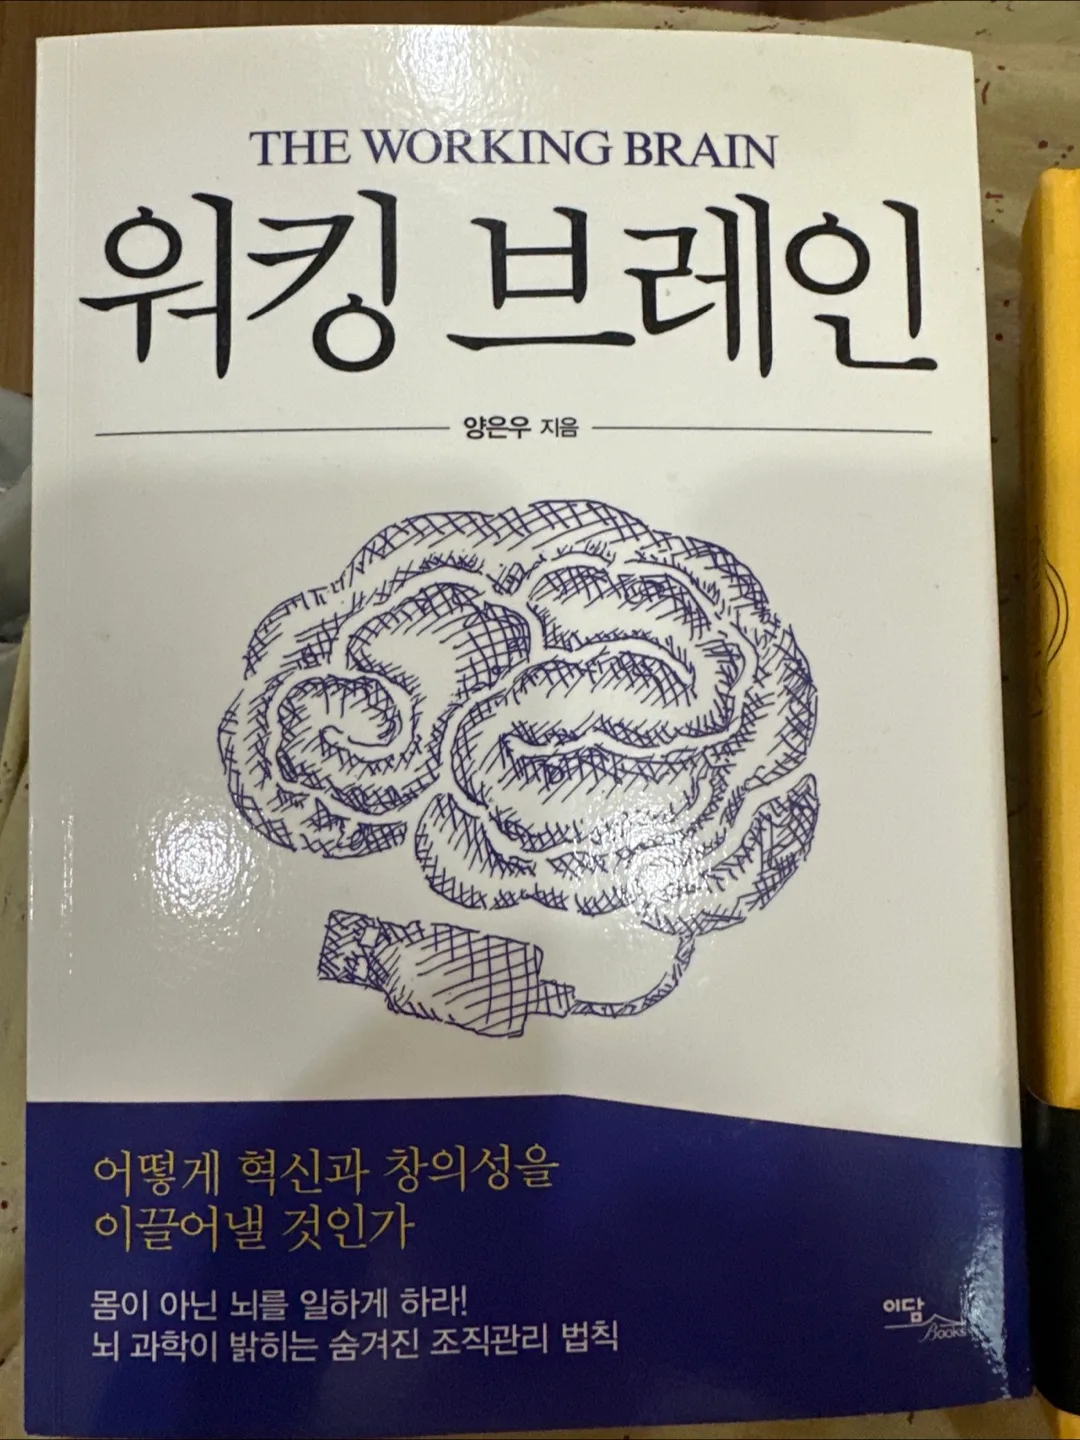 THE WORKING BRAIN
워킹 브레인
양은우 지음
어떻게 혁신과 창의성을
이끌어낼 것인가
몸이 아닌 뇌를 일하게 하라!
뇌 과학이 밝히는 숨겨진 조직관리 법칙
이담
Books